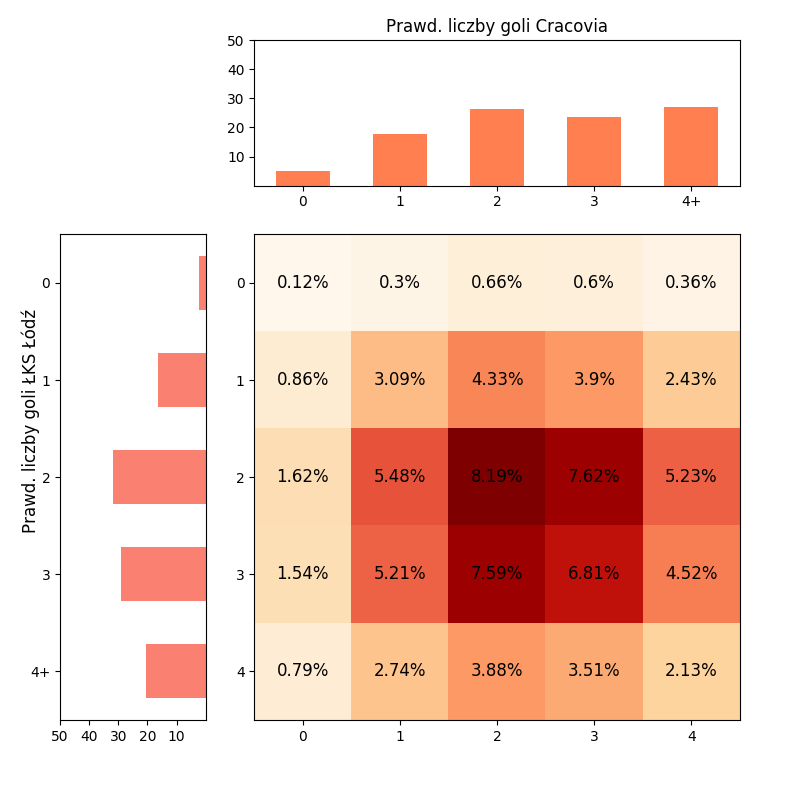 Prawd. liczby goli Cracovia
50
40
30
20
10
0 1 2 3 4+
Prawd. liczby goli ŁKS Łódź
0
1
2
3
4+
50 40 30 20 10
0 0.12% 0.3% 0.66% 0.6% 0.36%
1 0.86% 3.09% 4.33% 3.9% 2.43%
2 1.62% 5.48% 8.19% 7.62% 5.23%
3 1.54% 5.21% 7.59% 6.81% 4.52%
4 0.79% 2.74% 3.88% 3.51% 2.13%
0 1 2 3 4